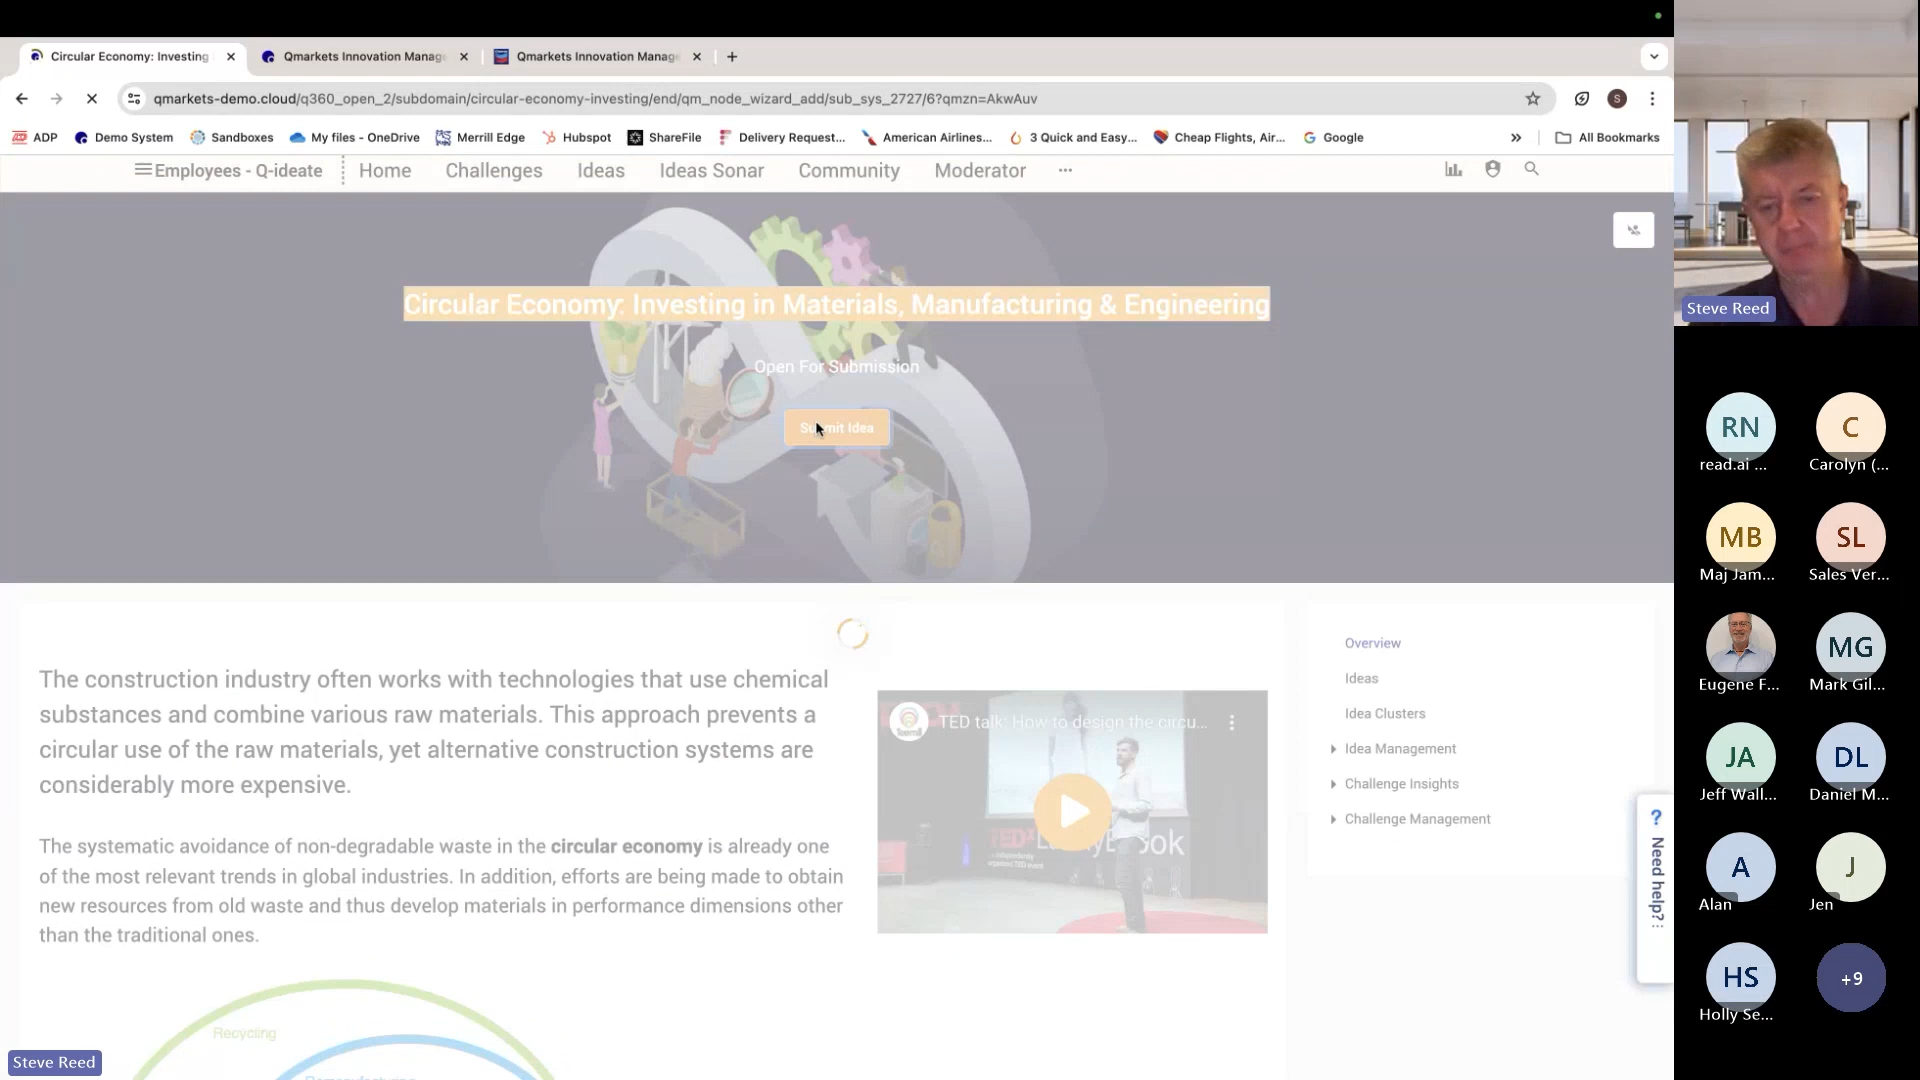 Circular Economy: Investing
Qmarkets Innovation Manag
Qmarkets Innovation Manag
qmarkets-demo.cloud/q360_open_2/subdomain/circular-economy-investing/end/qm_node_wizard_add/sub_sys_2727/6?qmzn=AkwAuv
S
ADP
Demo System
Sandboxes
My files - OneDrive
Merrill Edge
Hubspot
ShareFile
Delivery Request...
American Airlines...
3 Quick and Easy...
Cheap Flights, Air...
Google
All Bookmarks
Employees - Q-ideate
Home
Challenges
Ideas
Ideas Sonar
Community
Moderator
Circular Economy: Investing in Materials, Manufacturing & Engineering
Open For Submission
Submit Idea
The construction industry often works with technologies that use chemical
substances and combine various raw materials. This approach prevents a
circular use of the raw materials, yet alternative construction systems are
considerably more expensive.
The systematic avoidance of non-degradable waste in the circular economy is already one
of the most relevant trends in global industries. In addition, efforts are being made to obtain
new resources from old waste and thus develop materials in performance dimensions other
than the traditional ones.
Recycling
TED talk: How to design the circu...
Overview
Ideas
Idea Clusters
Idea Management
Challenge Insights
Challenge Management
? Need help?
Steve Reed
Steve Reed
RN
read.ai ...
C
Carolyn (...
MB
Maj Jam...
SL
Sales Ver...
Eugene F...
MG
Mark Gil...
JA
Jeff Wall...
DL
Daniel M...
A
Alan
J
Jen
HS
Holly Se...
+9